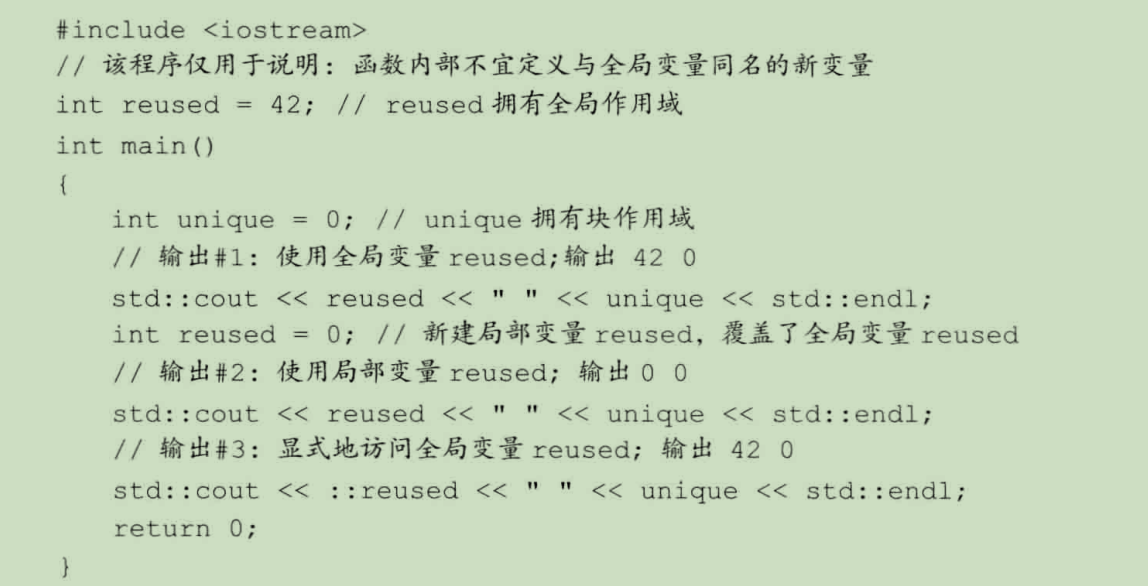 #include <iostream>
// 该程序仅用于说明: 函数内部不宜定义与全局变量同名的新变量
int reused = 42; // reused 拥有全局作用域
int main()
{
    int unique = 0; // unique 拥有块作用域
    // 输出#1: 使用全局变量 reused;输出 42 0
    std::cout << reused << " " << unique << std::endl;
    int reused = 0; // 新建局部变量 reused, 覆盖了全局变量 reused
    // 输出#2: 使用局部变量 reused; 输出 0 0
    std::cout << reused << " " << unique << std::endl;
    // 输出#3: 显式地访问全局变量 reused; 输出 42 0
    std::cout << ::reused << " " << unique << std::endl;
    return 0;
}